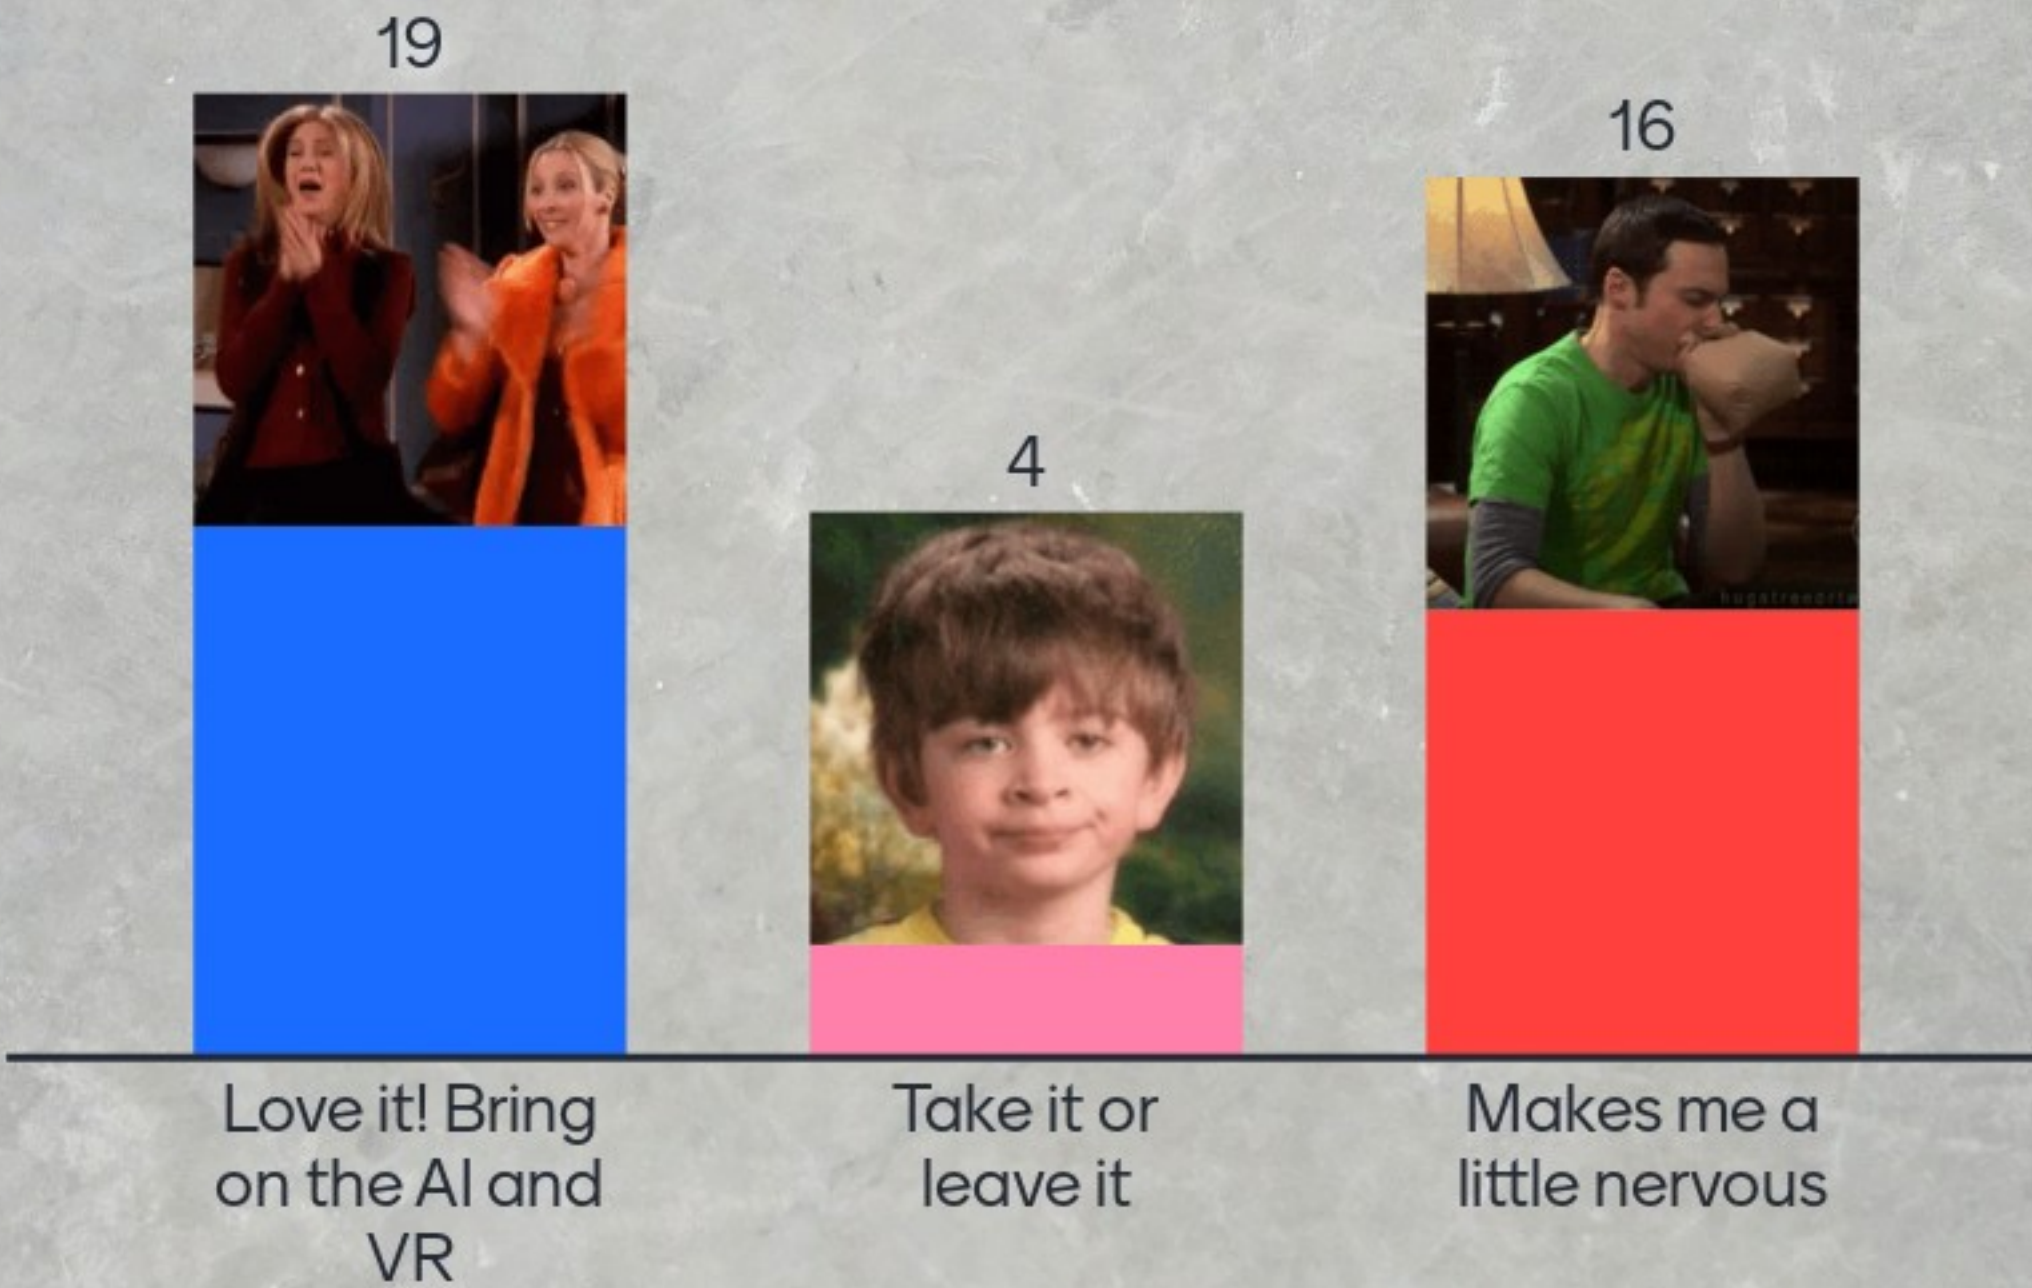 19
4
16
Love it! Bring
on the AI and
VR
Take it or
leave it
Makes me a
little nervous